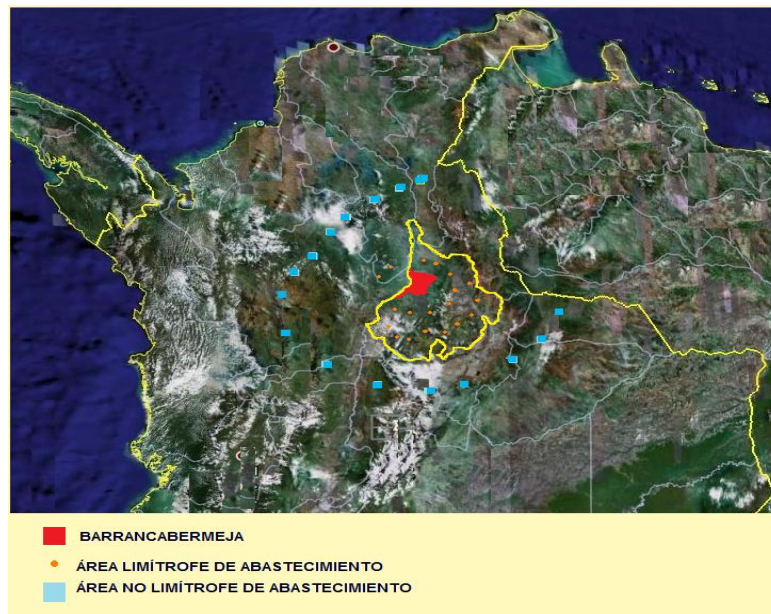 BARRANCABERMEJA
ÁREA LIMÍTROFE DE ABASTECIMIENTO
ÁREA NO LIMÍTROFE DE ABASTECIMIENTO